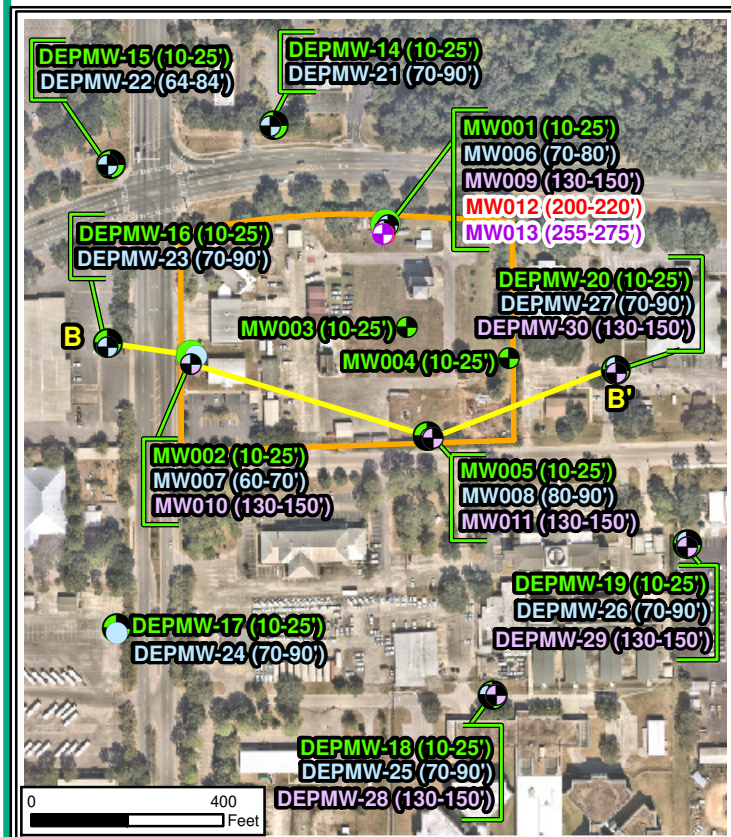 DEPMW-15 (10-25')
DEPMW-22 (64-84')
DEPMW-14 (10-25')
DEPMW-21 (70-90')
MW001 (10-25')
MW006 (70-80')
MW009 (130-150')
MW012 (200-220')
MW013 (255-275')
DEPMW-16 (10-25')
DEPMW-23 (70-90')
DEPMW-20 (10-25')
DEPMW-27 (70-90')
DEPMW-30 (130-150')
B
MW003 (10-25')
MW004 (10-25')
B'
MW002 (10-25')
MW007 (60-70')
MW010 (130-150')
MW005 (10-25')
MW008 (80-90')
MW011 (130-150')
DEPMW-19 (10-25')
DEPMW-26 (70-90')
DEPMW-29 (130-150')
DEPMW-17 (10-25')
DEPMW-24 (70-90')
DEPMW-18 (10-25')
DEPMW-25 (70-90')
DEPMW-28 (130-150')
0 400
Feet